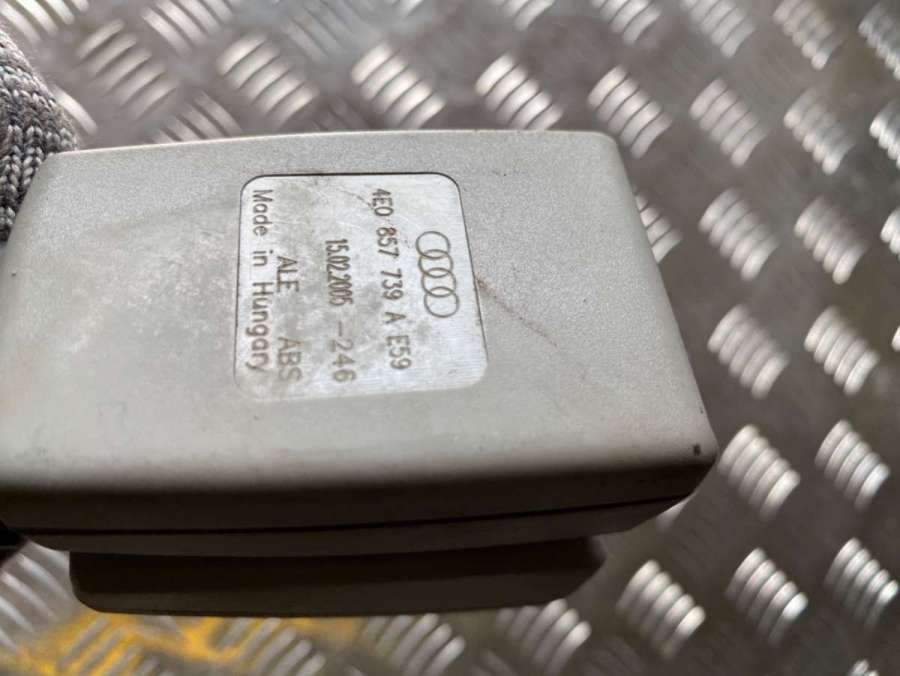 4E0 857 739 A E59
15.02.2005 -246
ALE ABS
Made in Hungary